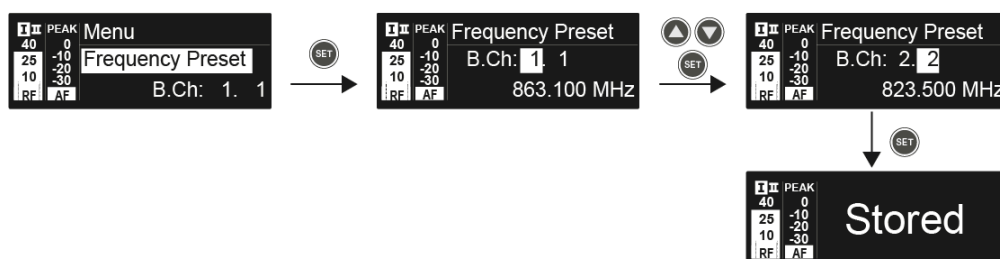 I II PEAK Menu
40 0
25 -10 Frequency Preset
-20
10 -30 B.Ch: 1. 1
RF AF
SET
I II PEAK Frequency Preset
40 0
25 -10 B.Ch: 1. 1
-20
10 -30 863.100 MHz
RF AF
SET
I II PEAK Frequency Preset
40 0
25 -10 B.Ch: 2. 2
-20
10 -30 823.500 MHz
RF AF
SET
I II PEAK
40 0
25 -10 Stored
-20
10 -30
RF AF